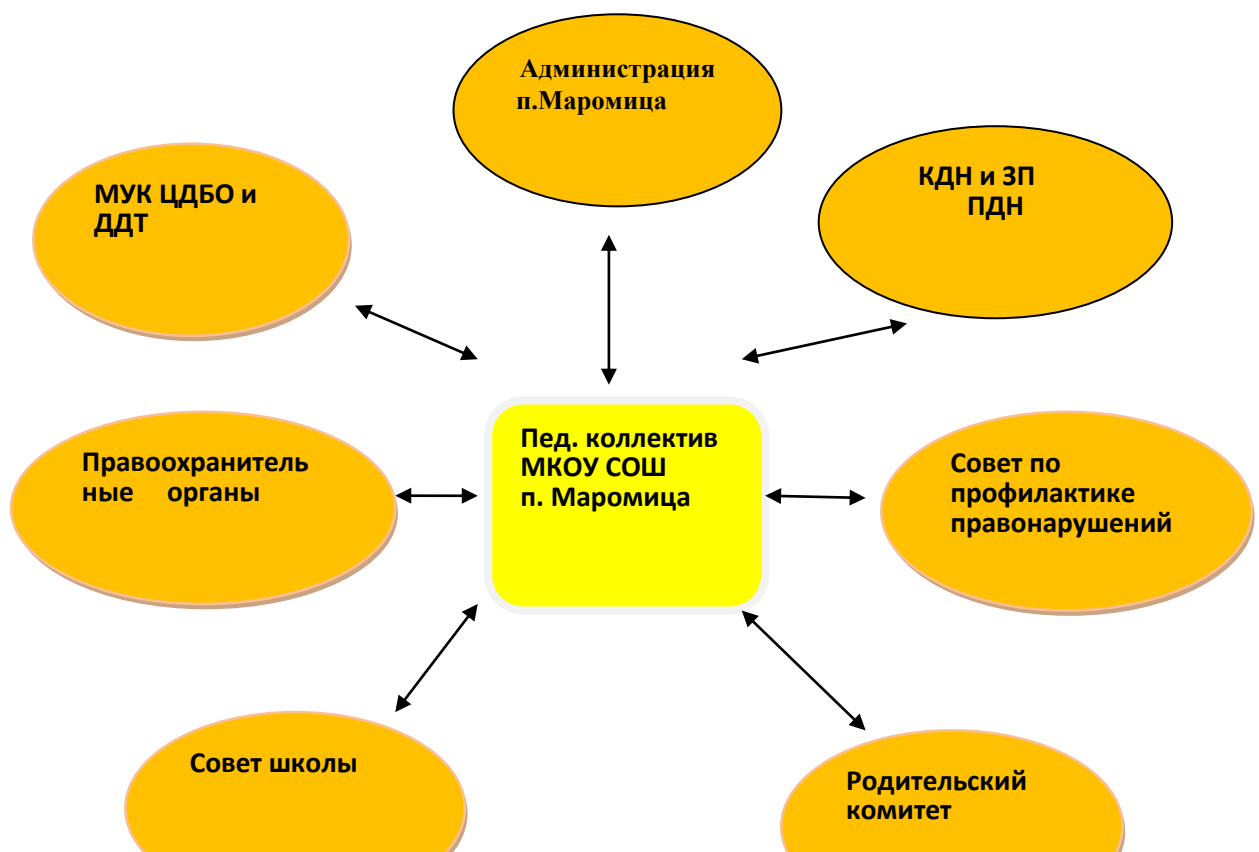 Администрация
п.Маромица
МУК ЦДБО и
ДДТ
КДН и ЗП
ПДН
Правоохранитель
ные органы
Пед. коллектив
МКОУ СОШ
п. Маромица
Совет по
профилактике
правонарушений
Совет школы
Родительский
комитет